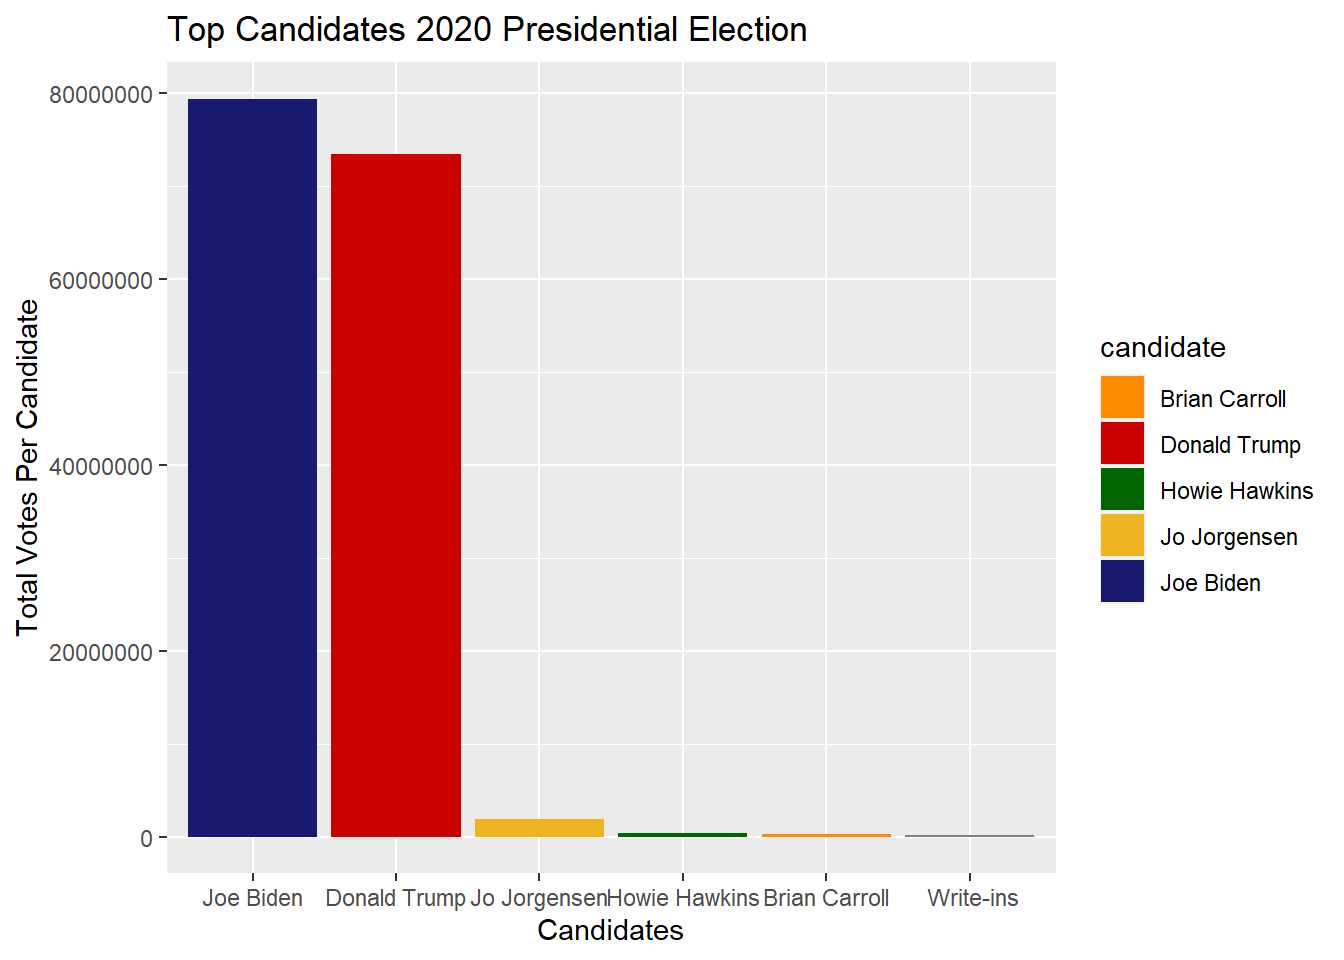 Top Candidates 2020 Presidential Election
Total Votes Per Candidate
80000000
60000000
40000000
20000000
0
Joe Biden
Donald Trump
Jo Jorgensen
Howie Hawkins
Brian Carroll
Write-ins
Candidates
candidate
Brian Carroll
Donald Trump
Howie Hawkins
Jo Jorgensen
Joe Biden